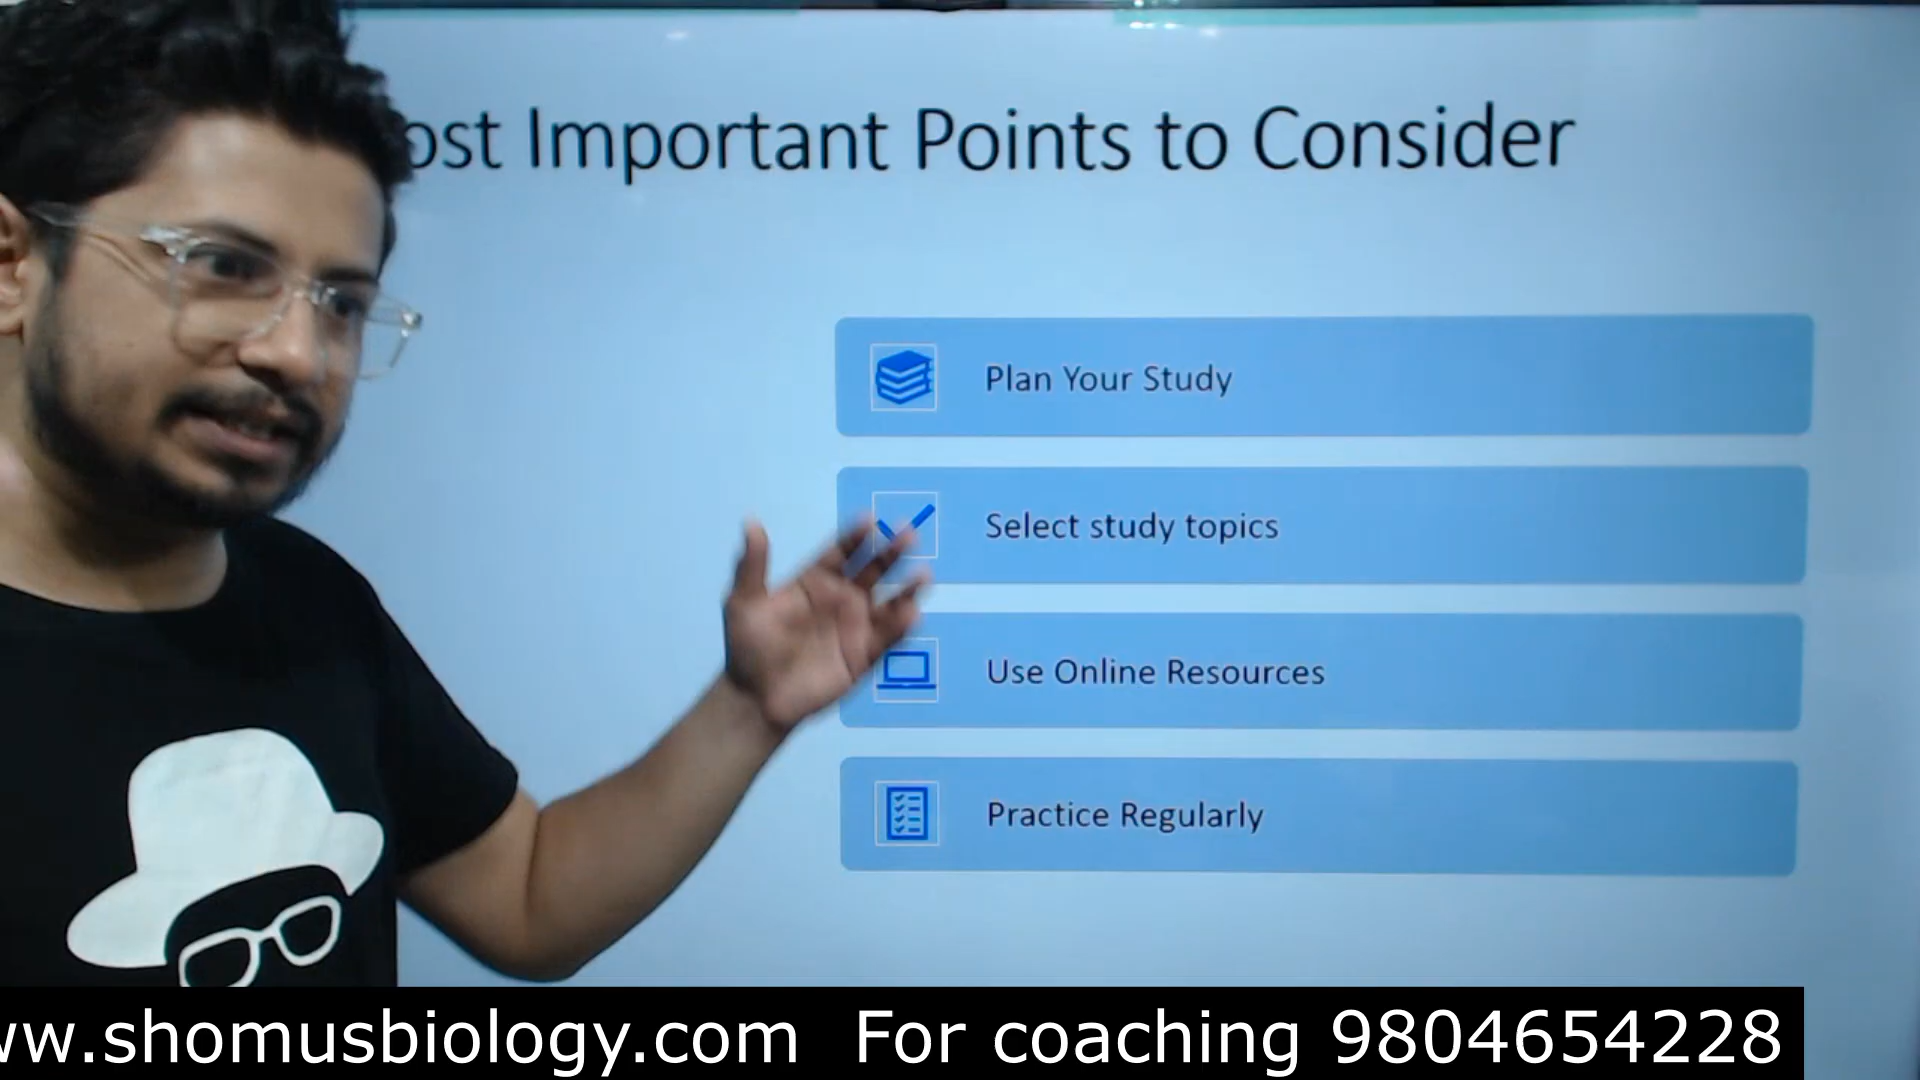 ost Important Points to Consider
Plan Your Study
Select study topics
Use Online Resources
Practice Regularly
ww.shomusbiology.com For coaching 9804654228